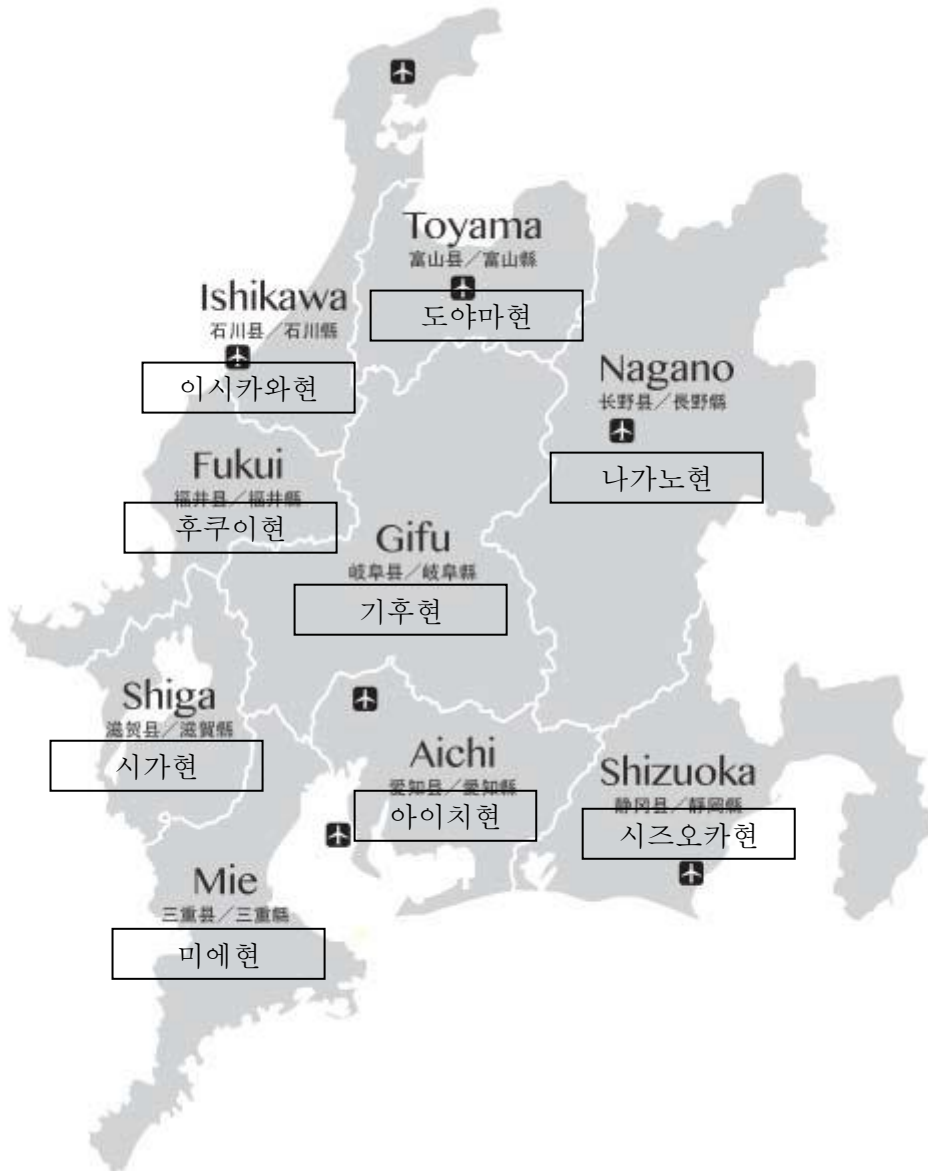 Toyama
富山县／富山縣
도야마현
Ishikawa
石川县／石川縣
이시카와현
Nagano
长野县／長野縣
나가노현
Fukui
福井县／福井縣
후쿠이현
Gifu
岐阜县／岐阜縣
기후현
Shiga
滋贺县／滋賀縣
시가현
Aichi
爱知县／愛知縣
아이치현
Shizuoka
静冈县／靜岡縣
시즈오카현
Mie
三重县／三重縣
미에현